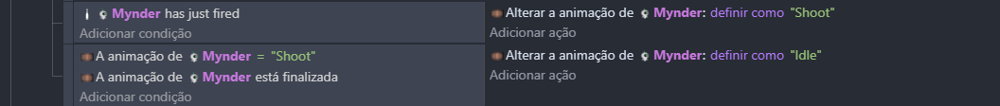 Mynder has just fired
Alterar a animação de Mynder: definir como "Shoot"
Adicionar condição
Adicionar ação
A animação de Mynder = "Shoot"
Alterar a animação de Mynder: definir como "Idle"
A animação de Mynder está finalizada
Adicionar ação
Adicionar condição